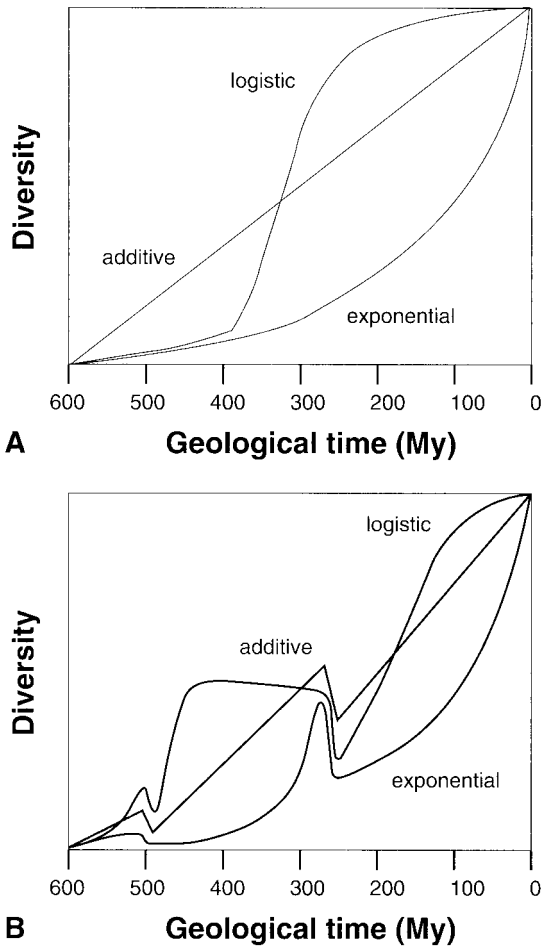 Diversity
logistic
additive
exponential
600 500 400 300 200 100 0
A Geological time (My)
Diversity
logistic
additive
exponential
600 500 400 300 200 100 0
B Geological time (My)